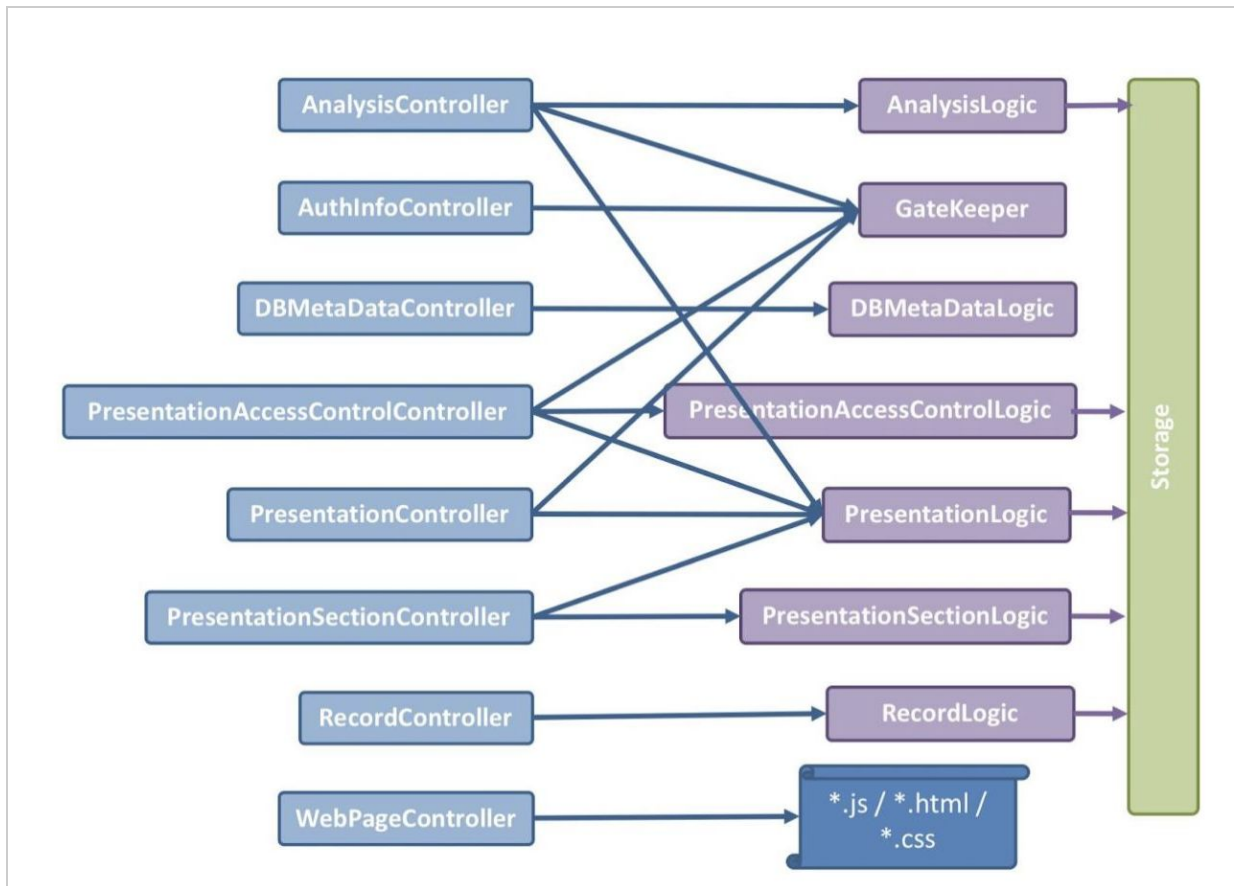 AnalysisController
AnalysisLogic
AuthInfoController
GateKeeper
DBMetaDataController
DBMetaDataLogic
PresentationAccessControlController
PresentationAccessControlLogic
PresentationController
PresentationLogic
PresentationSectionController
PresentationSectionLogic
RecordController
RecordLogic
WebPageController
*.js / *.html /
*.css
Storage